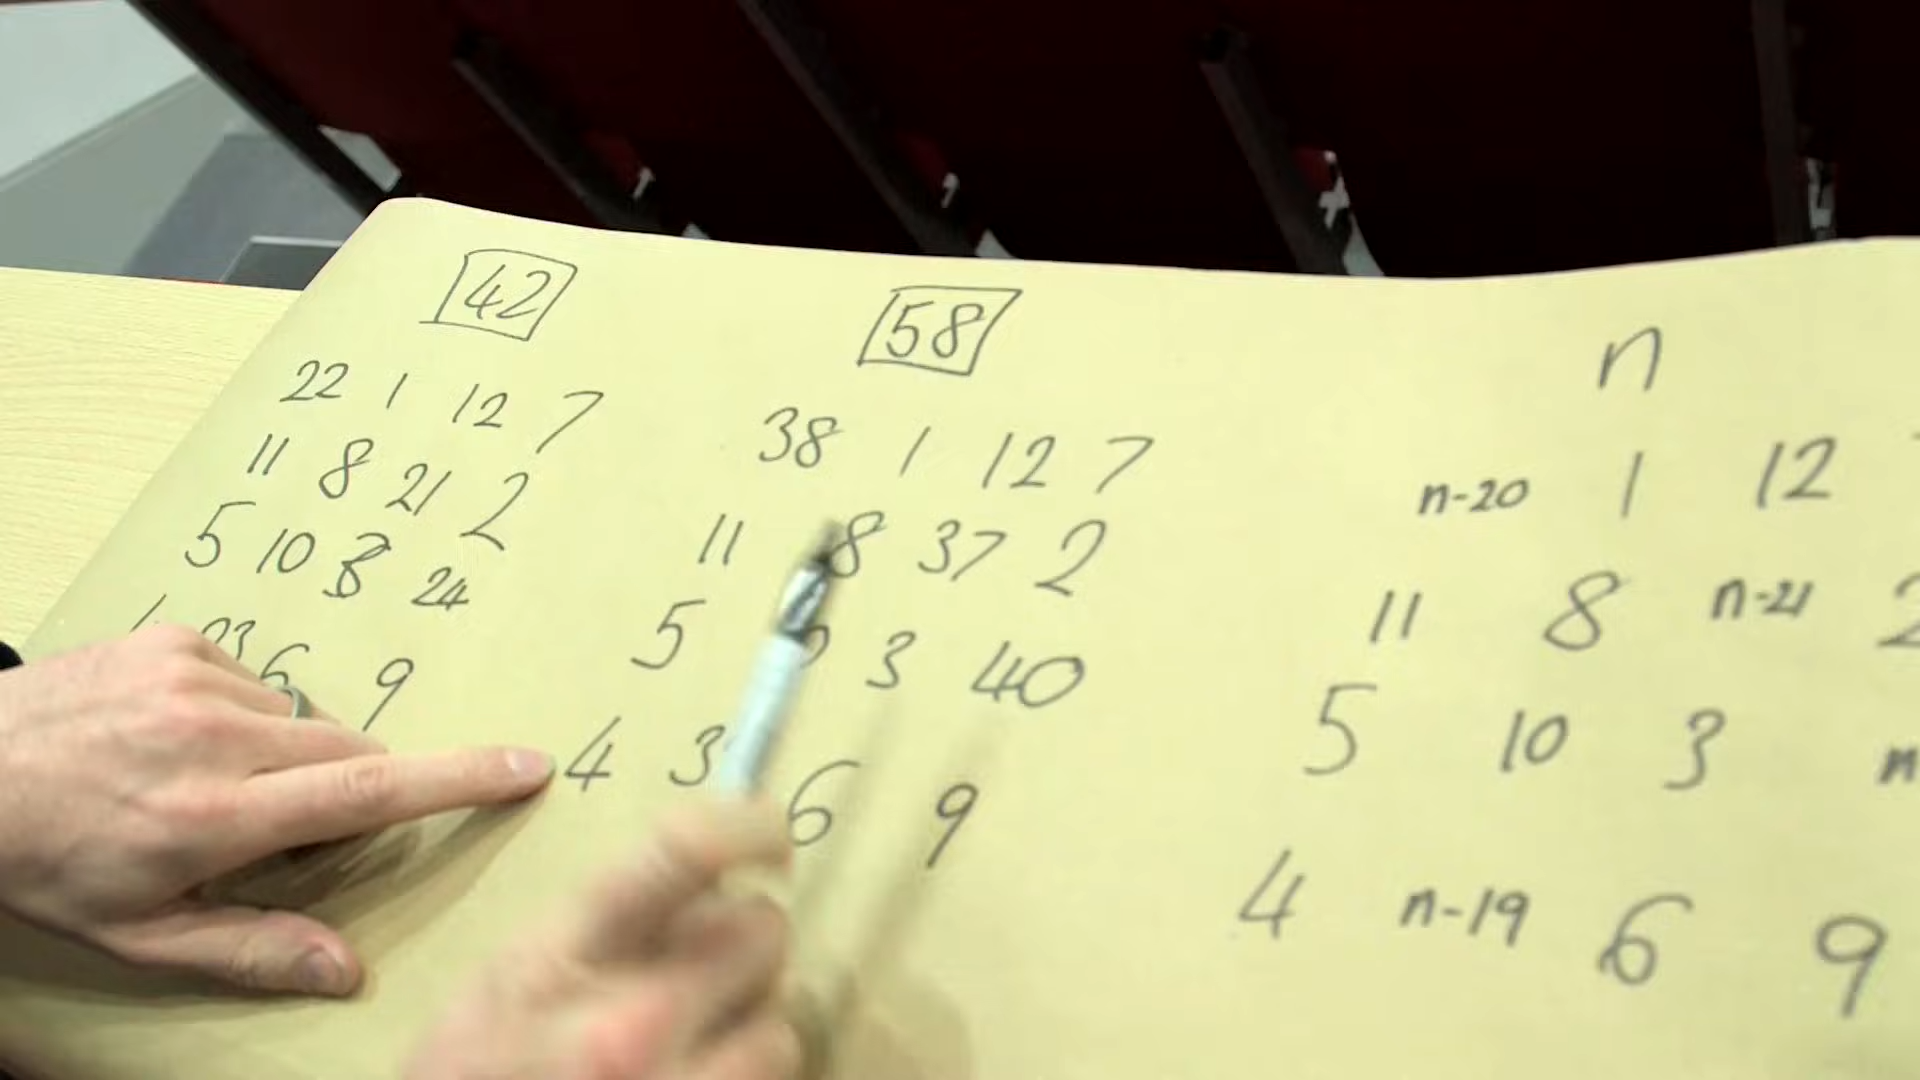 42
22 1 12 7
11 8 21 2
5 10 3 24
6 9
58
38 1 12 7
11 8 37 2
5 3 40
4 6 9
n
n-20 1 12
11 8 n-21
5 10 3
4 n-19 6 9